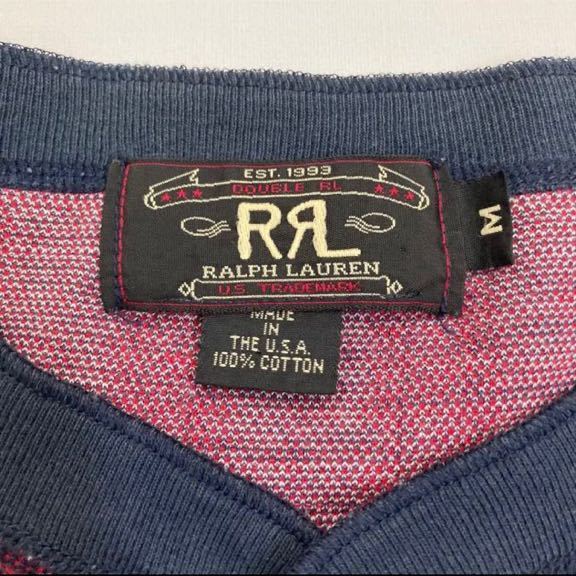 EST. 1993
DOUBLE RL
RRL
RALPH LAUREN
U.S. TRADEMARK
M
MADE
IN
THE U.S.A.
100% COTTON